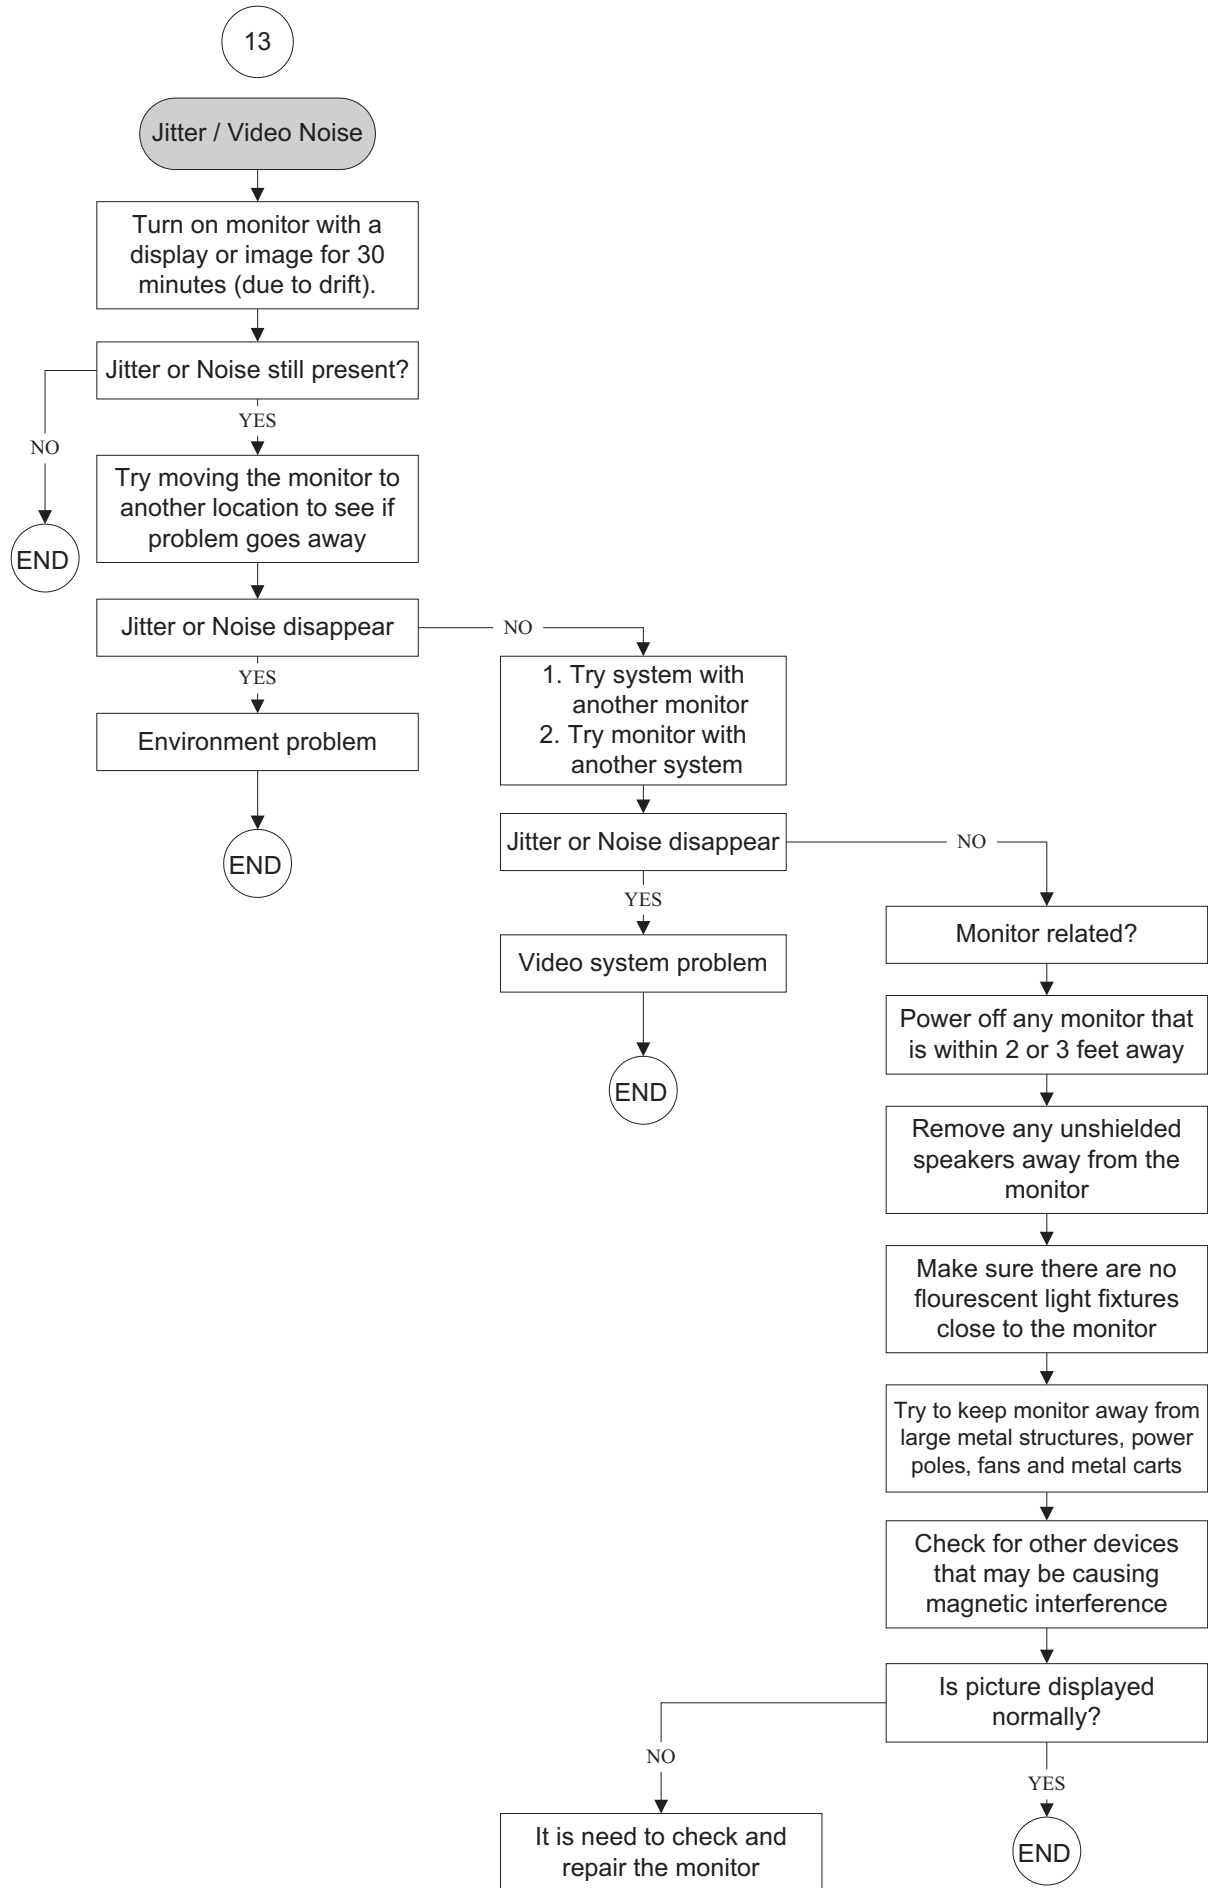 13
Jitter / Video Noise
Turn on monitor with a
display or image for 30
minutes (due to drift).
Jitter or Noise still present?
YES
NO
Try moving the monitor to
another location to see if
problem goes away
END
Jitter or Noise disappear
NO
YES
1. Try system with
another monitor
2. Try monitor with
another system
Environment problem
END
Jitter or Noise disappear
NO
YES
Video system problem
END
Monitor related?
Power off any monitor that
is within 2 or 3 feet away
Remove any unshielded
speakers away from the
monitor
Make sure there are no
flourescent light fixtures
close to the monitor
Try to keep monitor away from
large metal structures, power
poles, fans and metal carts
Check for other devices
that may be causing
magnetic interference
Is picture displayed
normally?
NO
YES
It is need to check and
repair the monitor
END